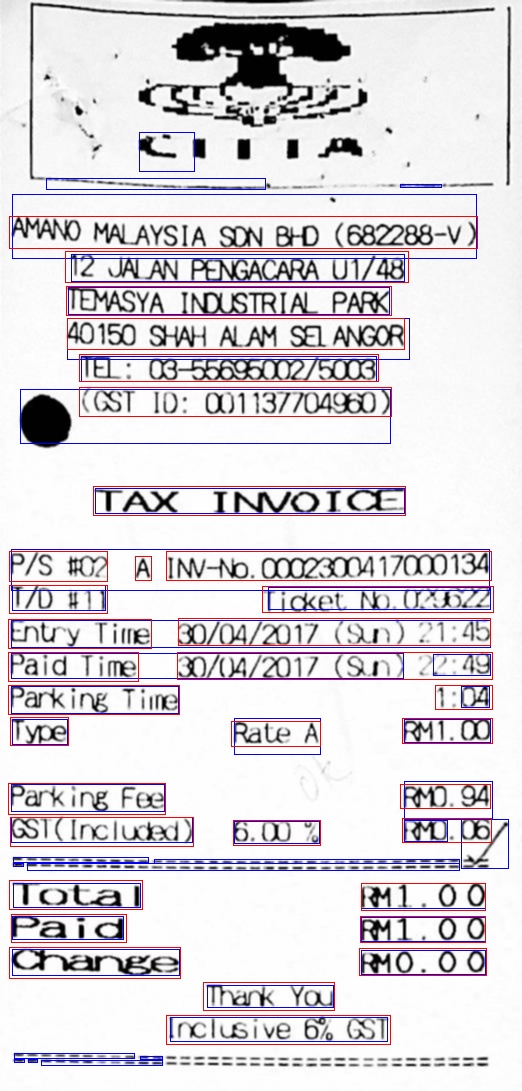 AMANO MALAYSIA SDN BHD (682288-V)
12 JALAN PENGACARA U1/48
TEMASYA INDUSTRIAL PARK
40150 SHAH ALAM SELANGOR
TEL: 03-55695002/5003
(GST ID: 001137704960)
TAX INVOICE
P/S #02 A INV-No.0002300417000134
T/D #11 Ticket No.029622
Entry Time 30/04/2017 (Sun) 21:45
Paid Time 30/04/2017 (Sun) 22:49
Parking Time 1:04
Type Rate A RM1.00
Parking Fee RM0.94
GST(Included) 6.00 % RM0.06
Total RM1.00
Paid RM1.00
Change RM0.00
Thank You
Inclusive 6% GST